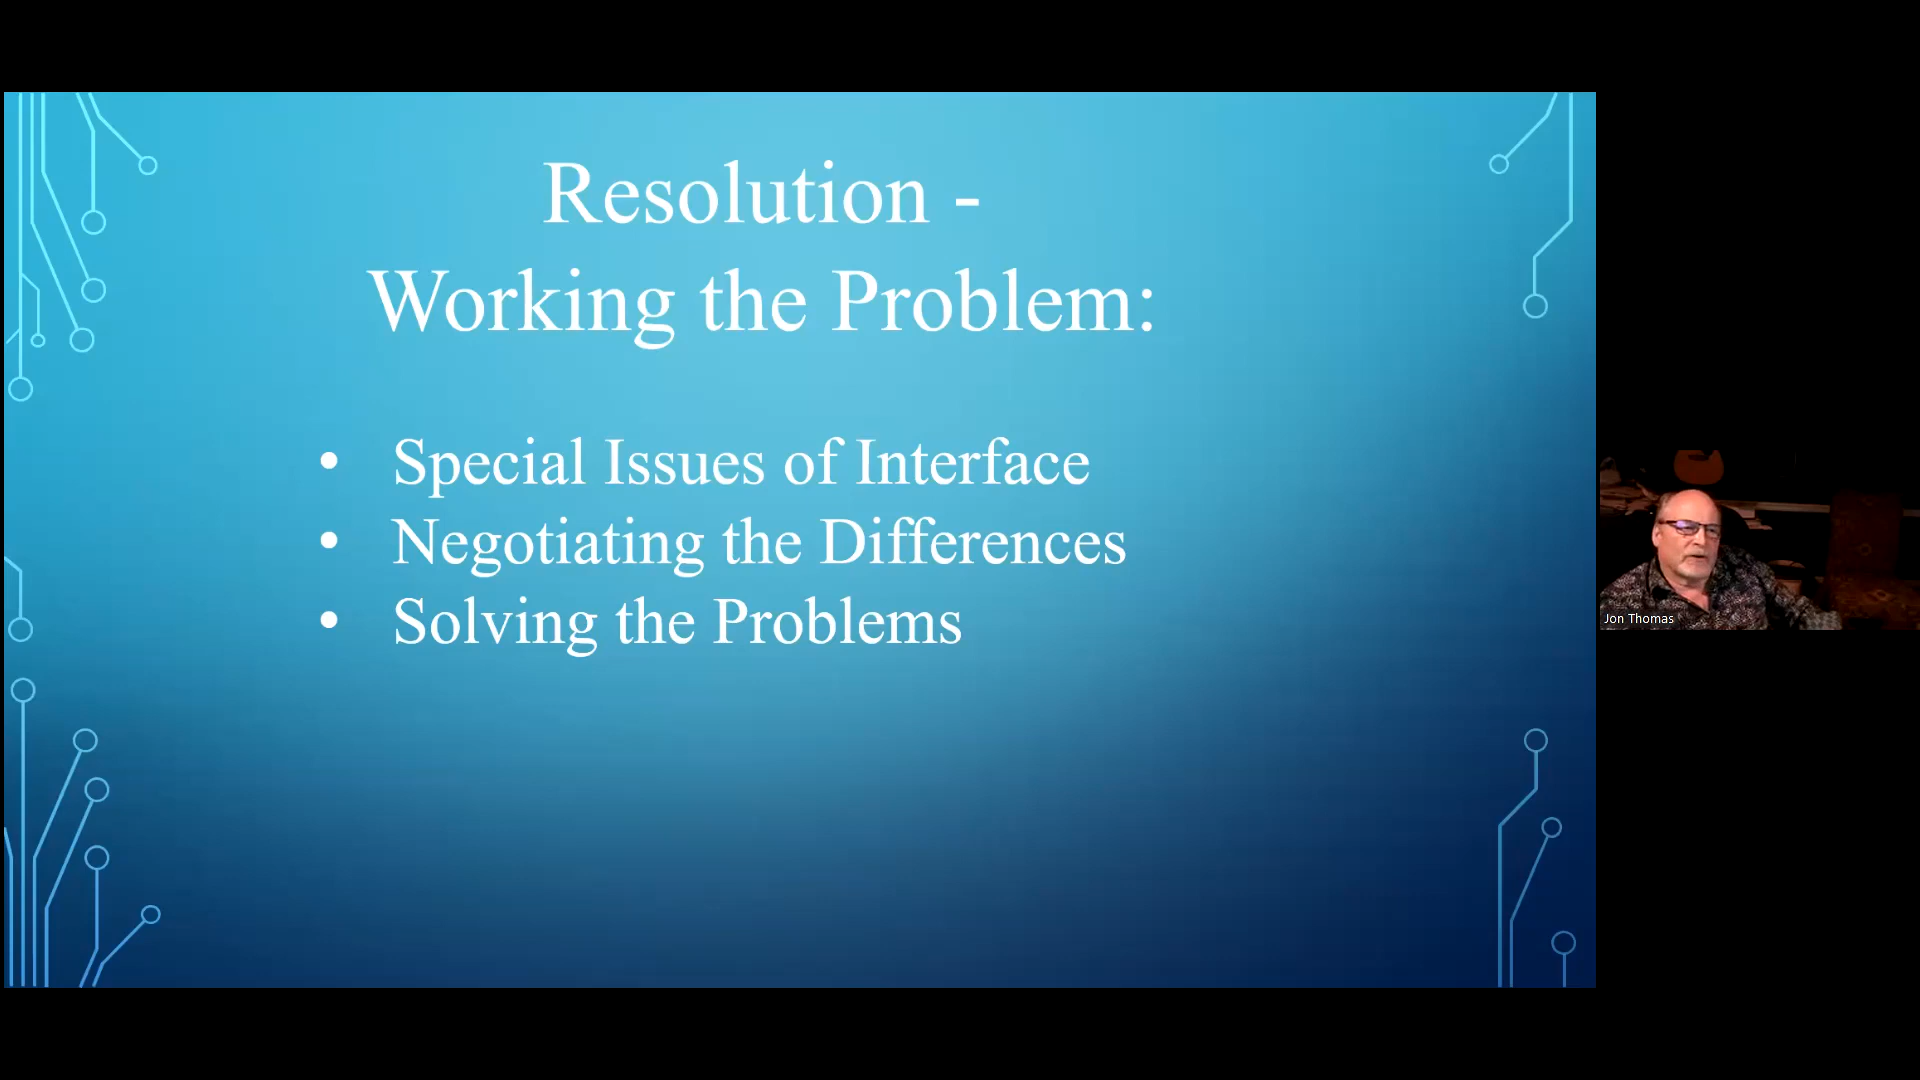 Resolution -
Working the Problem:
• Special Issues of Interface
• Negotiating the Differences
• Solving the Problems
Jon Thomas